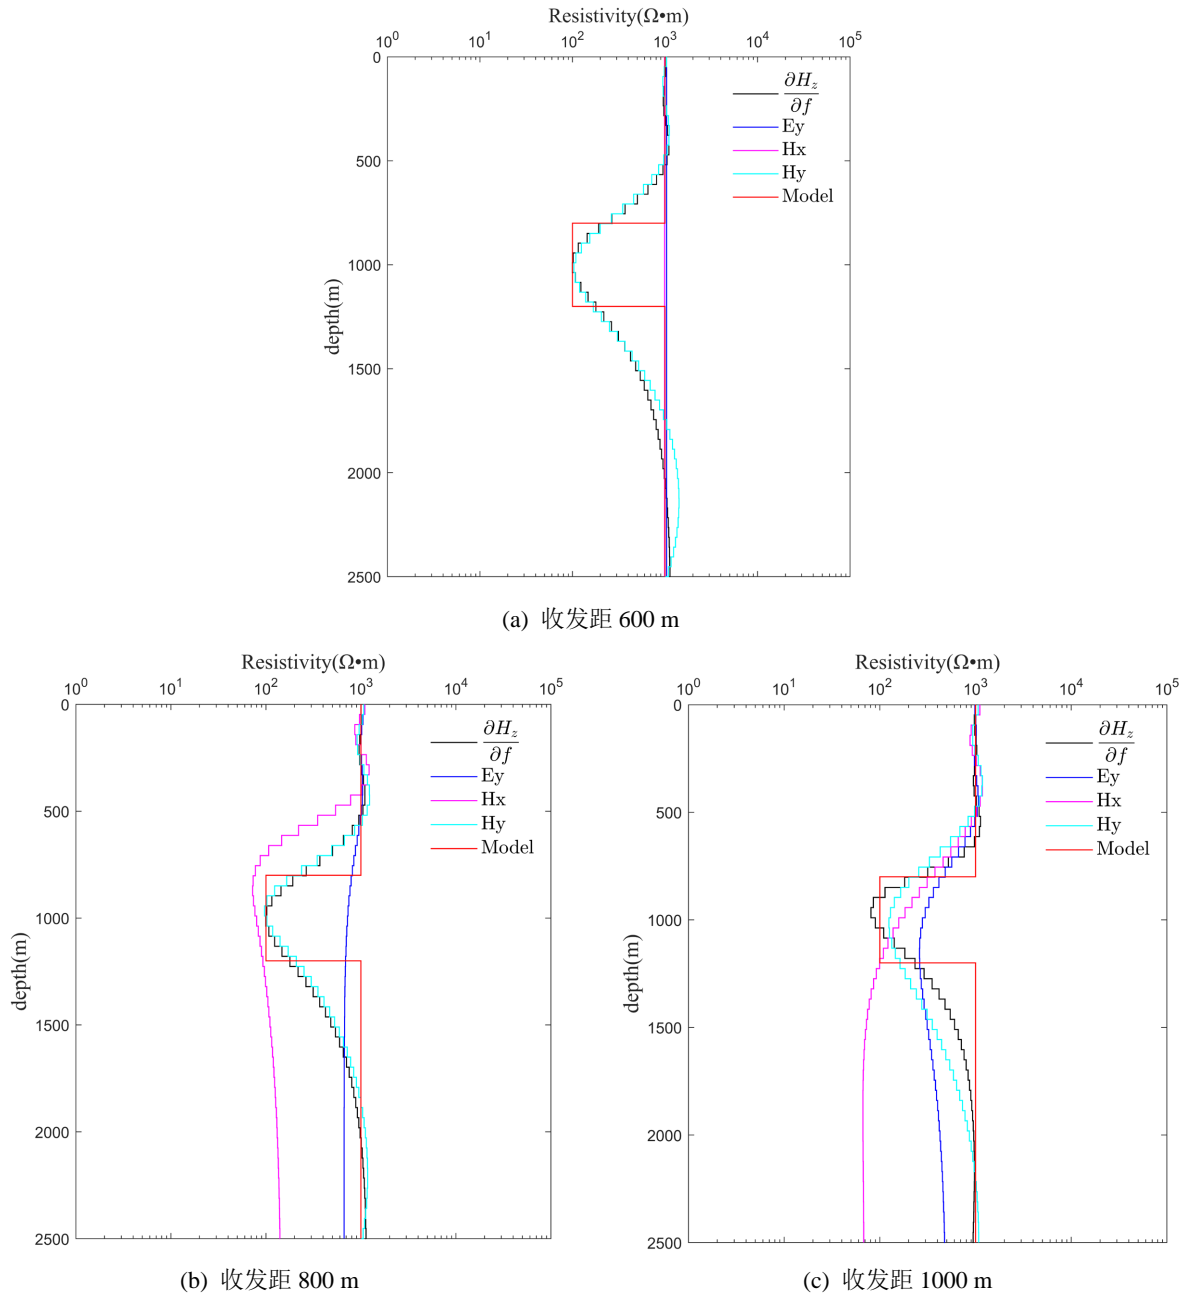 Resistivity(Ω•m)
10^0 10^1 10^2 10^3 10^4 10^5
0
500
1000
1500
2000
2500
depth(m)
∂H_z/∂f
Ey
Hx
Hy
Model
(a) 收发距 600 m
Resistivity(Ω•m)
10^0 10^1 10^2 10^3 10^4 10^5
0
500
1000
1500
2000
2500
depth(m)
∂H_z/∂f
Ey
Hx
Hy
Model
(b) 收发距 800 m
Resistivity(Ω•m)
10^0 10^1 10^2 10^3 10^4 10^5
0
500
1000
1500
2000
2500
depth(m)
∂H_z/∂f
Ey
Hx
Hy
Model
(c) 收发距 1000 m